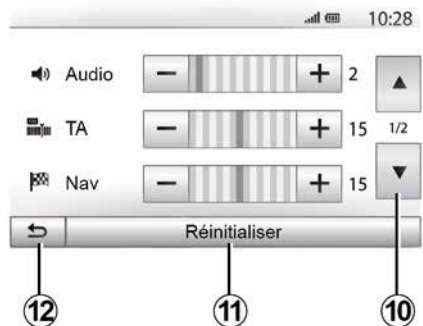 10:28
Audio − + 2
TA − + 15 1/2
Nav − + 15
Réinitialiser
12 11 10